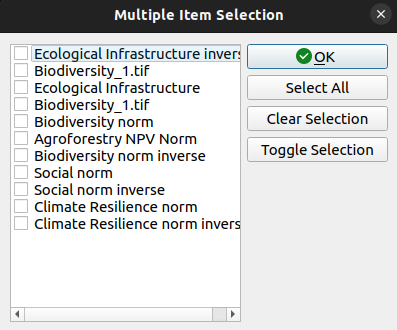 Multiple Item Selection
Ecological Infrastructure invers
Biodiversity_1.tif
Ecological Infrastructure
Biodiversity_1.tif
Biodiversity norm
Agroforestry NPV Norm
Biodiversity norm inverse
Social norm
Social norm inverse
Climate Resilience norm
Climate Resilience norm invers
OK
Select All
Clear Selection
Toggle Selection